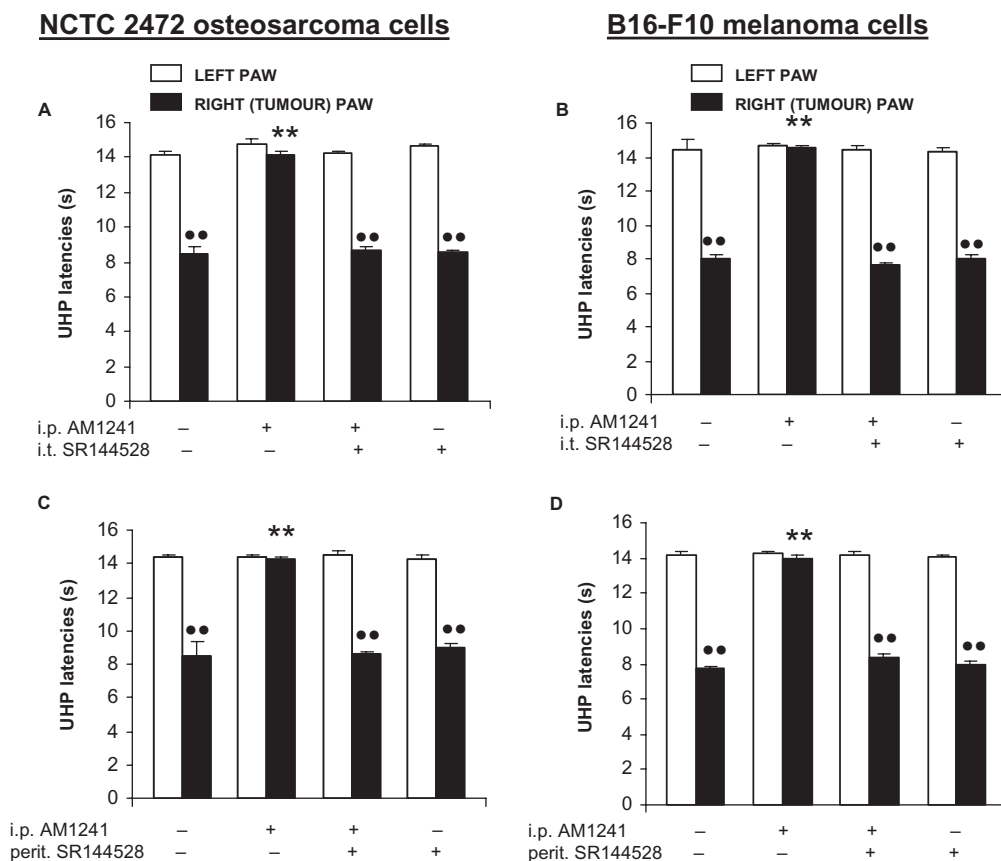 NCTC 2472 osteosarcoma cells
B16-F10 melanoma cells
LEFT PAW
RIGHT (TUMOUR) PAW
LEFT PAW
RIGHT (TUMOUR) PAW
A
UHP latencies (s)
16
14
12
10
8
6
4
2
0
**
●●
●●
●●
i.p. AM1241 – + + –
i.t. SR144528 – – + +
B
UHP latencies (s)
16
14
12
10
8
6
4
2
0
**
●●
●●
●●
i.p. AM1241 – + + –
i.t. SR144528 – – + +
C
UHP latencies (s)
16
14
12
10
8
6
4
2
0
**
●●
●●
●●
i.p. AM1241 – + + –
perit. SR144528 – – + +
D
UHP latencies (s)
16
14
12
10
8
6
4
2
0
**
●●
●●
●●
i.p. AM1241 – + + –
perit. SR144528 – – + +